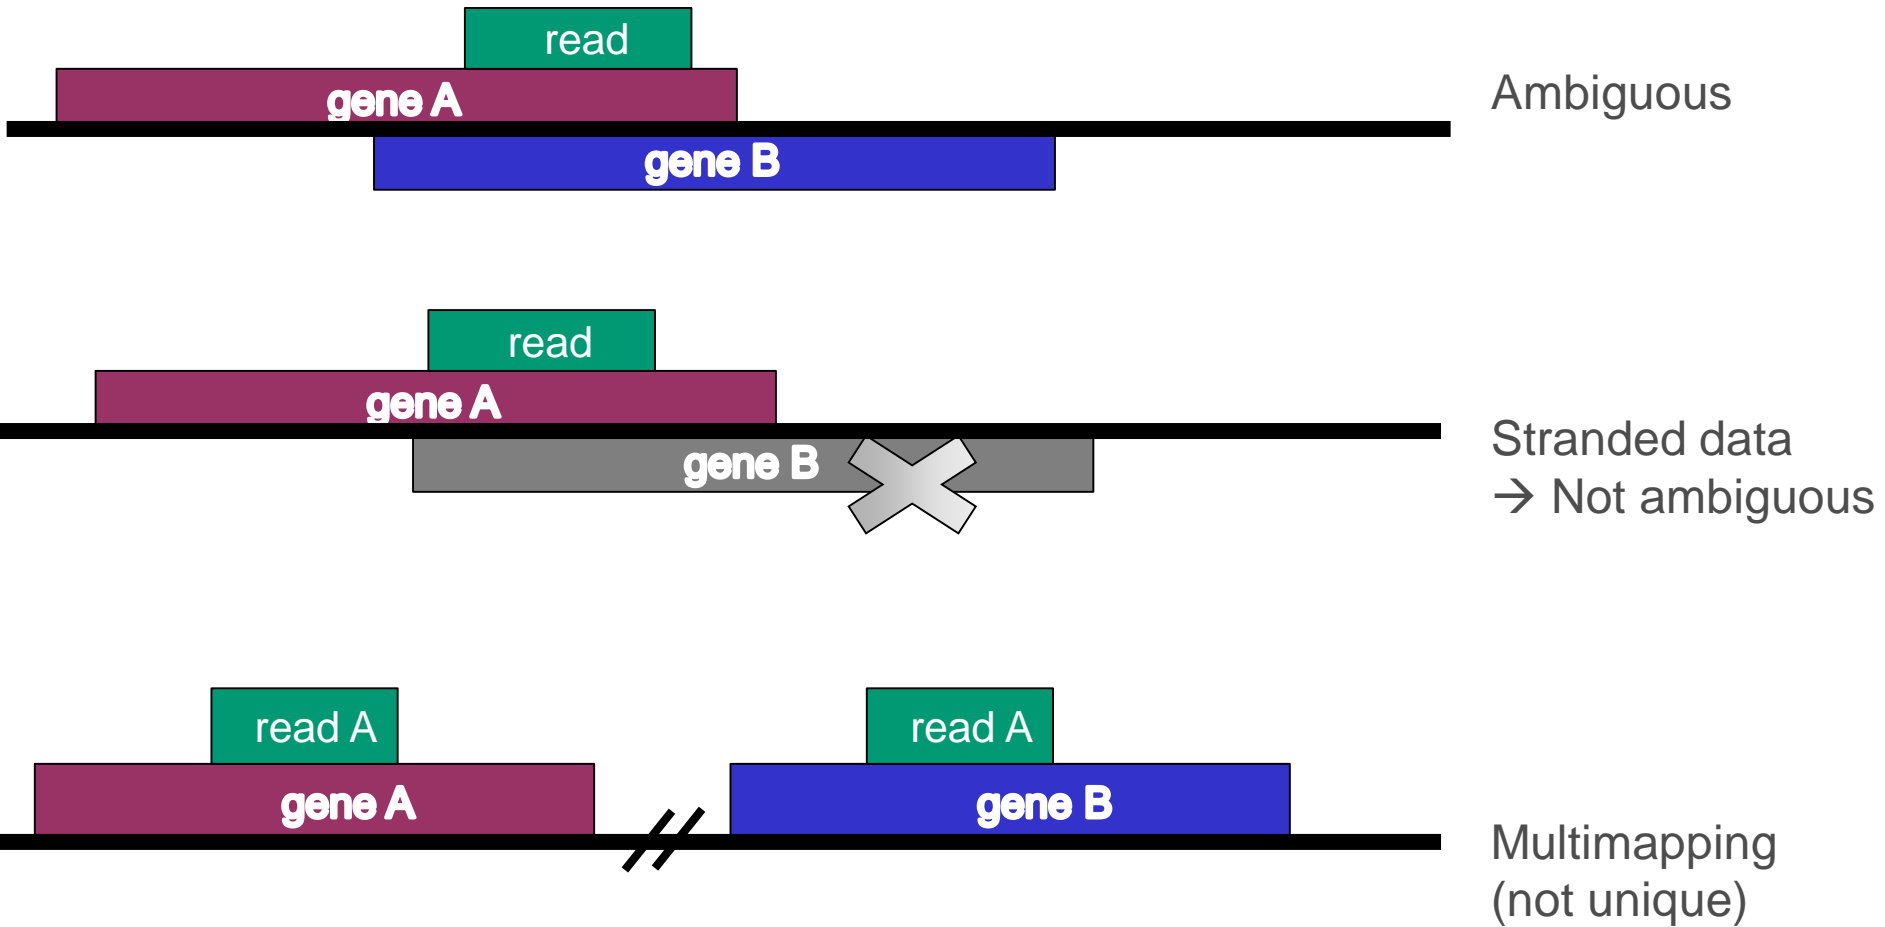 read
gene A
Ambiguous
gene B
read
gene A
Stranded data
gene B
→ Not ambiguous
read A
read A
gene A
gene B
Multimapping
(not unique)